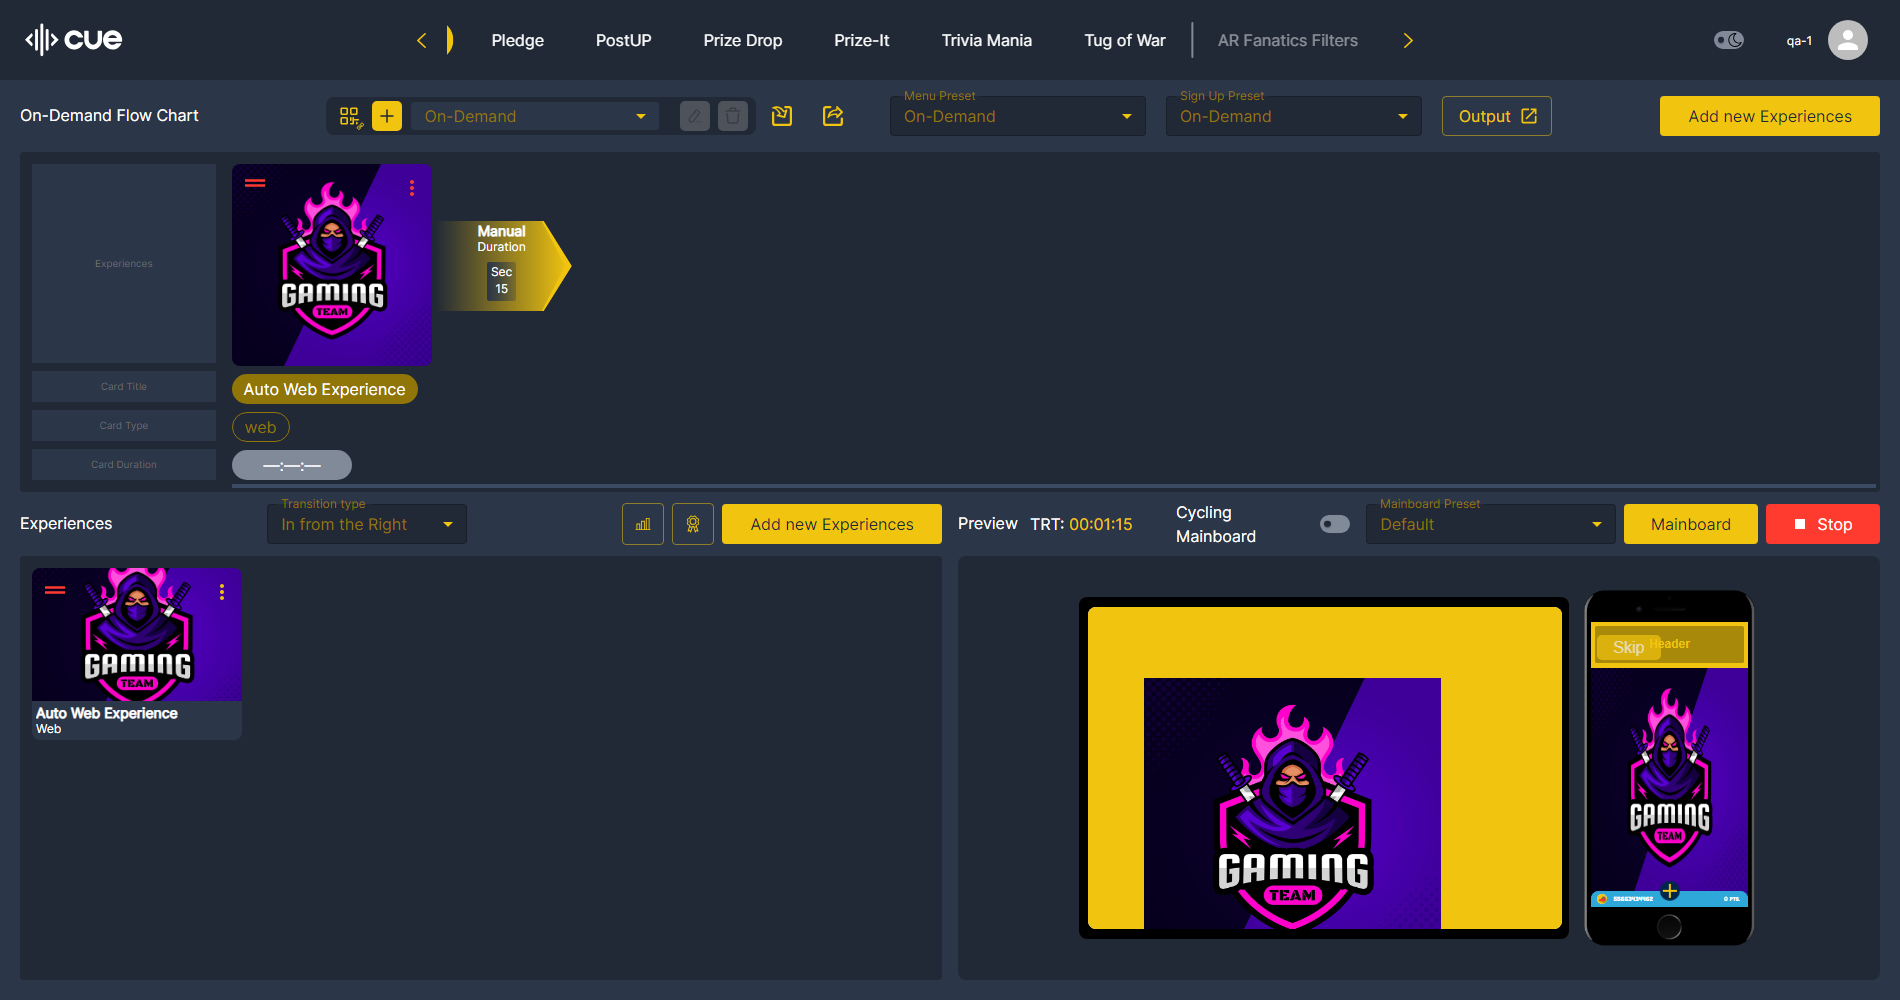 cue
Pledge
PostUP
Prize Drop
Prize-It
Trivia Mania
Tug of War
AR Fanatics Filters
qa-1
On-Demand Flow Chart
On-Demand
Menu Preset
On-Demand
Sign Up Preset
On-Demand
Output
Add new Experiences
Experiences
GAMING
TEAM
Manual
Duration
Sec
15
Card Title
Auto Web Experience
Card Type
web
Card Duration
—:—:—
Experiences
Transition type
In from the Right
Add new Experiences
Preview
TRT: 00:01:15
Cycling
Mainboard
Mainboard Preset
Default
Mainboard
Stop
GAMING
TEAM
Auto Web Experience
Web
GAMING
TEAM
Skip
Header
GAMING
TEAM
0 PTS.